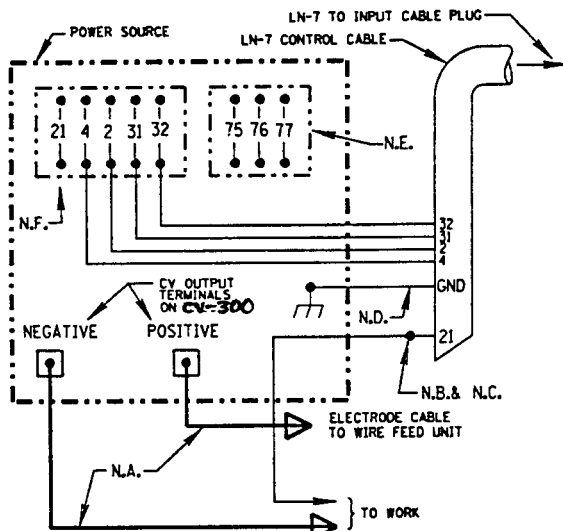 LN-7 TO INPUT CABLE PLUG
POWER SOURCE
LN-7 CONTROL CABLE
21 4 2 31 32
75 76 77
N.E.
N.F.
32
31
2
4
CV OUTPUT
TERMINALS
ON CV-300
GND
N.D.
NEGATIVE
POSITIVE
21
N.B.& N.C.
ELECTRODE CABLE
TO WIRE FEED UNIT
N.A.
TO WORK